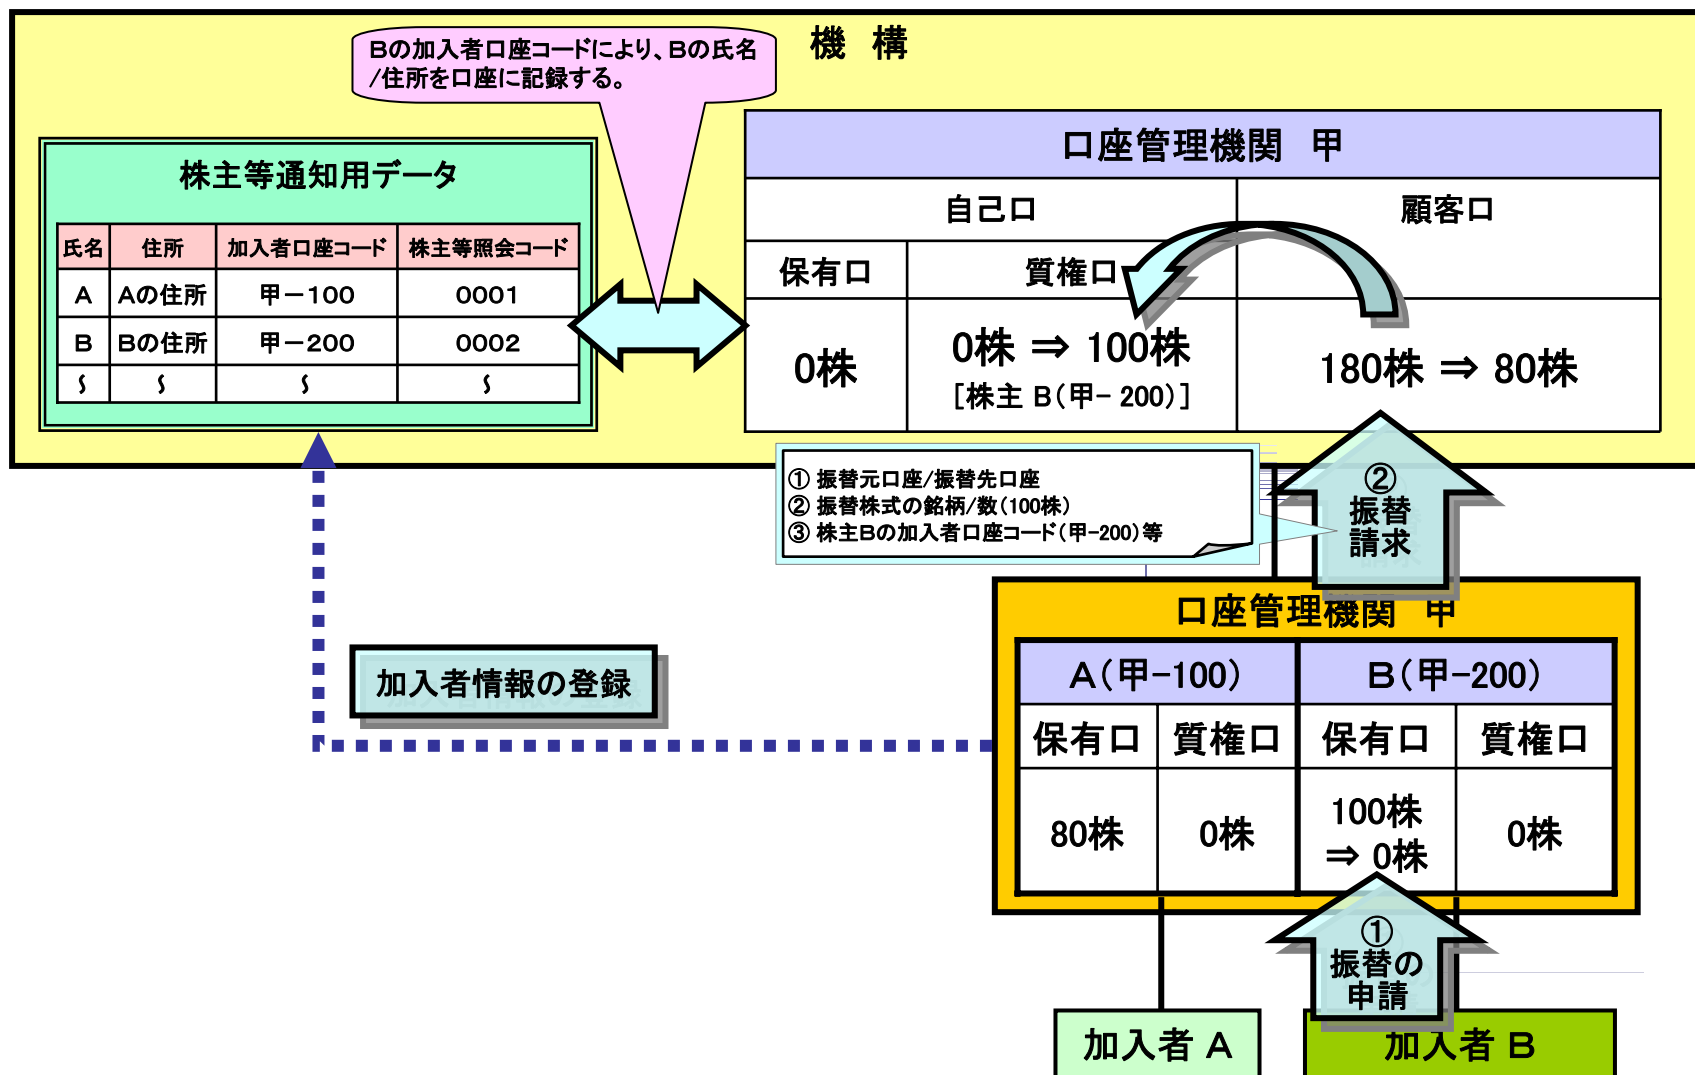 機 構
Bの加入者口座コードにより、Bの氏名
/住所を口座に記録する。
株主等通知用データ
氏名 住所 加入者口座コード 株主等照会コード
A Aの住所 甲－100 0001
B Bの住所 甲－200 0002
〜 〜 〜 〜
口座管理機関 甲
自己口 顧客口
保有口 質権口
0株 0株 ⇒ 100株 180株 ⇒ 80株
[株主 B(甲- 200)]
① 振替元口座/振替先口座
② 振替株式の銘柄/数(100株)
③ 株主Bの加入者口座コード(甲-200)等
②
振替
請求
口座管理機関 甲
A(甲-100) B(甲-200)
保有口 質権口 保有口 質権口
80株 0株 100株 0株
⇒ 0株
加入者情報の登録
①
振替の
申請
加入者 A 加入者 B